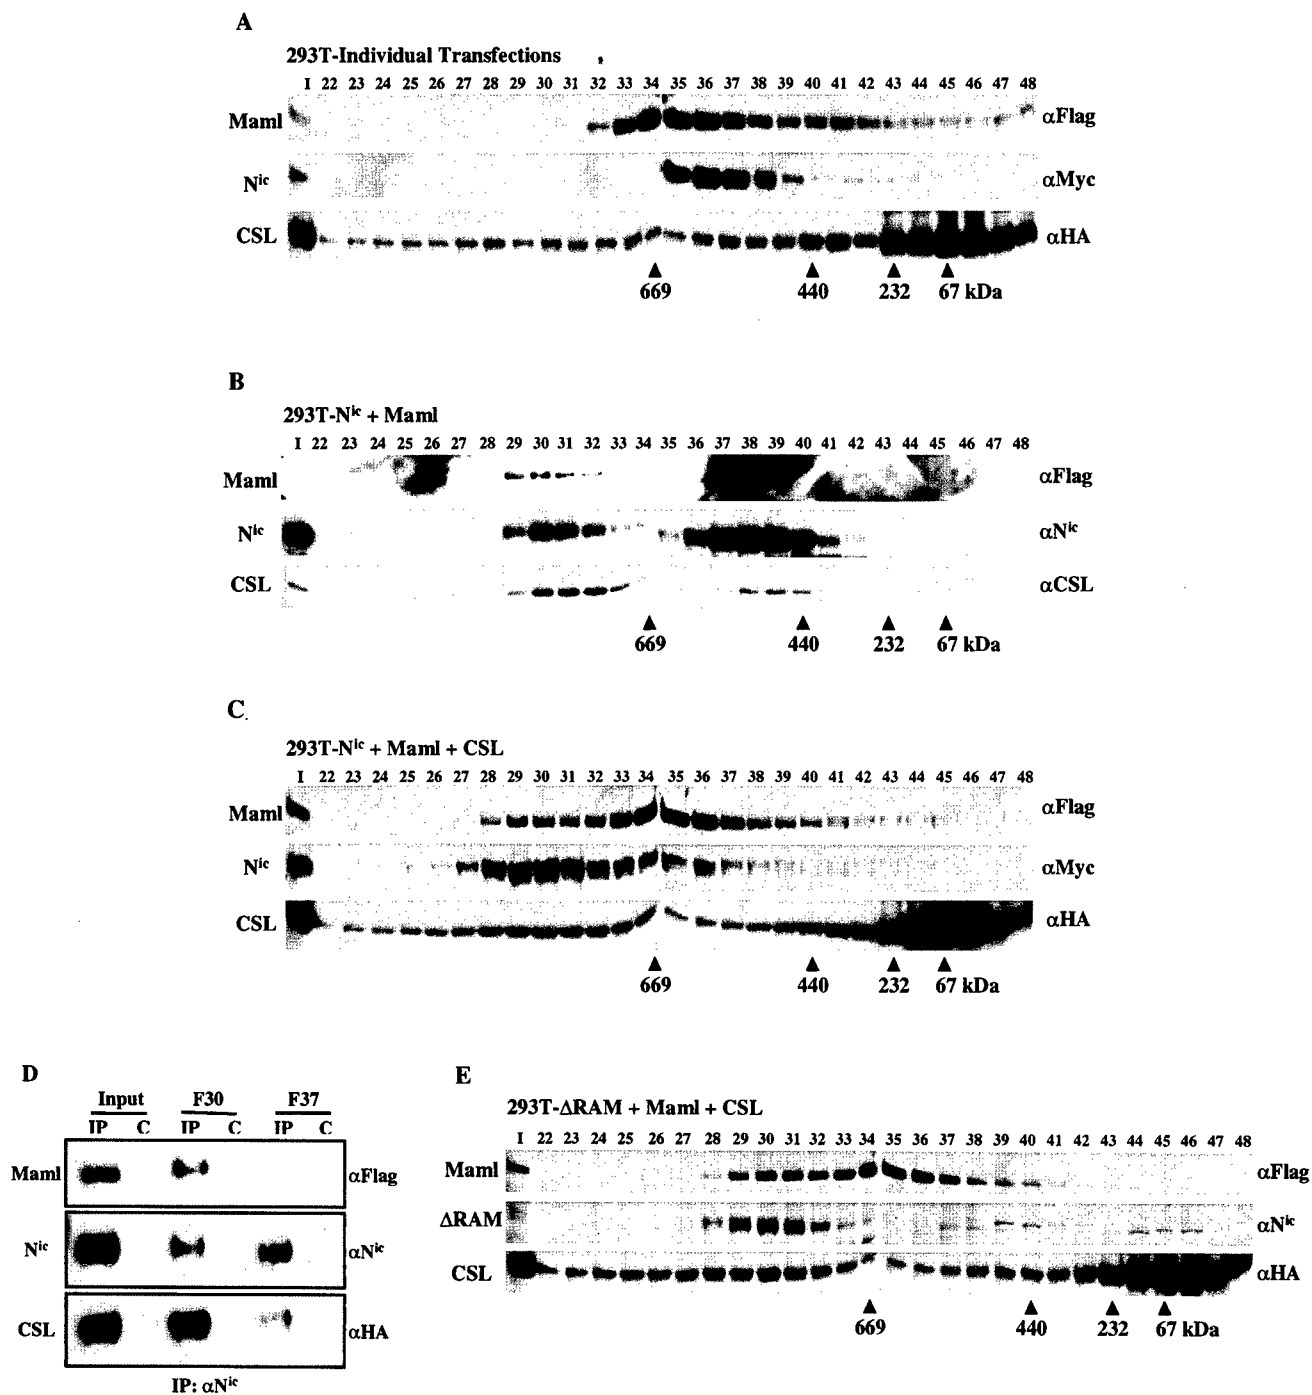 A
293T-Individual Transfections
I 22 23 24 25 26 27 28 29 30 31 32 33 34 35 36 37 38 39 40 41 42 43 44 45 46 47 48
Maml αFlag
Nic αMyc
CSL αHA
669 440 232 67 kDa
B
293T-Nic + Maml
I 22 23 24 25 26 27 28 29 30 31 32 33 34 35 36 37 38 39 40 41 42 43 44 45 46 47 48
Maml αFlag
Nic αNic
CSL αCSL
669 440 232 67 kDa
C
293T-Nic + Maml + CSL
I 22 23 24 25 26 27 28 29 30 31 32 33 34 35 36 37 38 39 40 41 42 43 44 45 46 47 48
Maml αFlag
Nic αMyc
CSL αHA
669 440 232 67 kDa
D
Input F30 F37
IP C IP C IP C
Maml αFlag
Nic αNic
CSL αHA
IP: αNic
E
293T-ΔRAM + Maml + CSL
I 22 23 24 25 26 27 28 29 30 31 32 33 34 35 36 37 38 39 40 41 42 43 44 45 46 47 48
Maml αFlag
ΔRAM αNic
CSL αHA
669 440 232 67 kDa